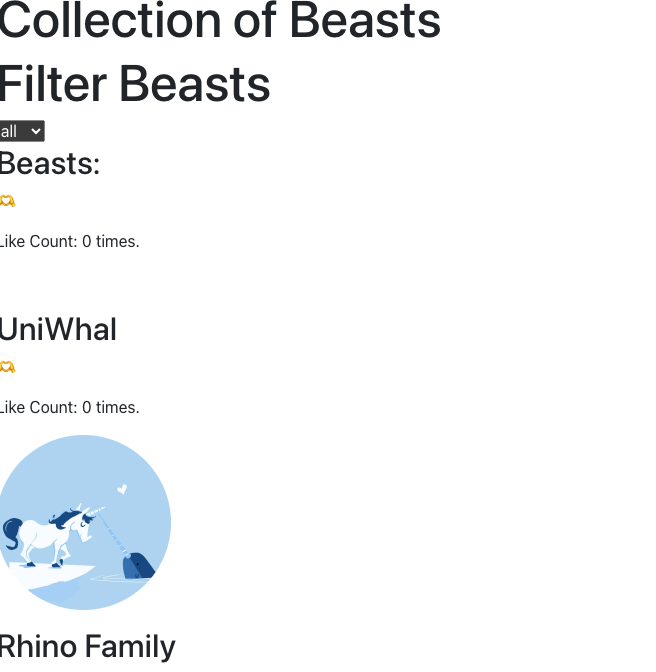 Collection of Beasts
Filter Beasts
all
Beasts:
Like Count: 0 times.
UniWhal
Like Count: 0 times.
Rhino Family